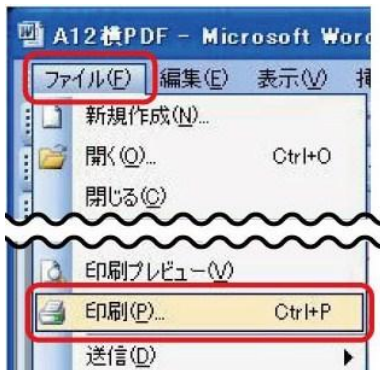 A12横PDF - Microsoft Word
ファイル(F) 編集(E) 表示(V) 挿
新規作成(N)...
開く(O)... Ctrl+O
閉じる(C)
印刷プレビュー(V)
印刷(P)... Ctrl+P
送信(D)